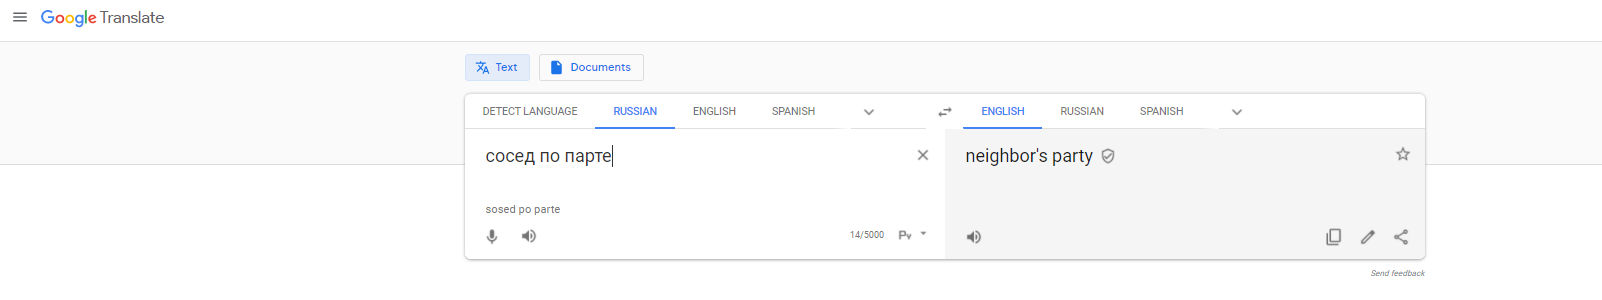 Google Translate
Text Documents
DETECT LANGUAGE RUSSIAN ENGLISH SPANISH ENGLISH RUSSIAN SPANISH
сосед по парте neighbor's party
sosed po parte
14/5000
Send feedback